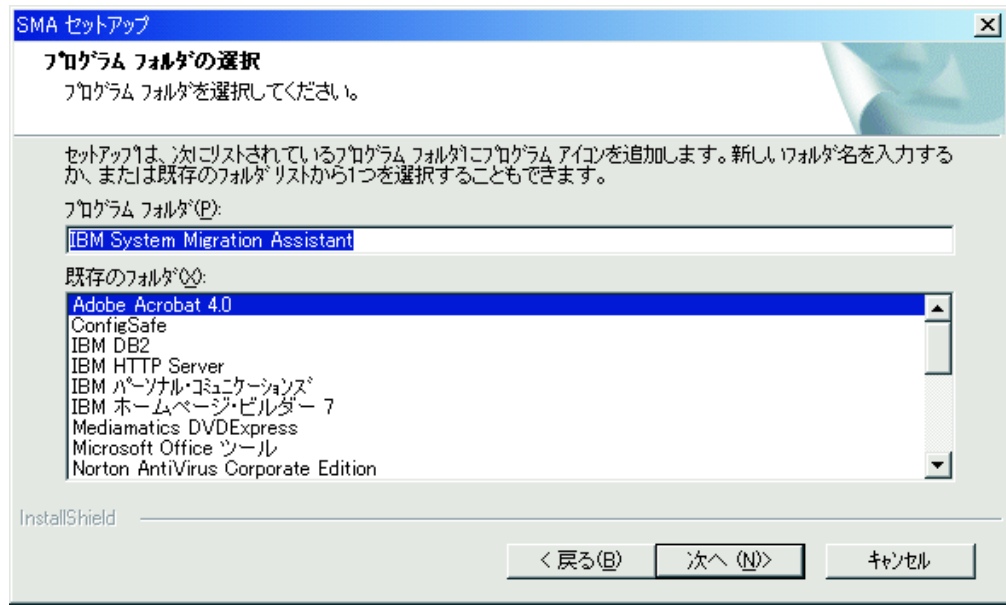 SMA セットアップ
プログラム フォルダの選択
プログラム フォルダを選択してください。
セットアップは、次にリストされているプログラム フォルダにプログラム アイコンを追加します。新しいフォルダ名を入力する
か、または既存のフォルダ リストから1つを選択することもできます。
プログラム フォルダ(P):
IBM System Migration Assistant
既存のフォルダ(X):
Adobe Acrobat 4.0
ConfigSafe
IBM DB2
IBM HTTP Server
IBM パーソナル・コミュニケーションズ
IBM ホームページ・ビルダー 7
Mediamatics DVDExpress
Microsoft Office ツール
Norton AntiVirus Corporate Edition
InstallShield
< 戻る(B) 次へ (N)> キャンセル